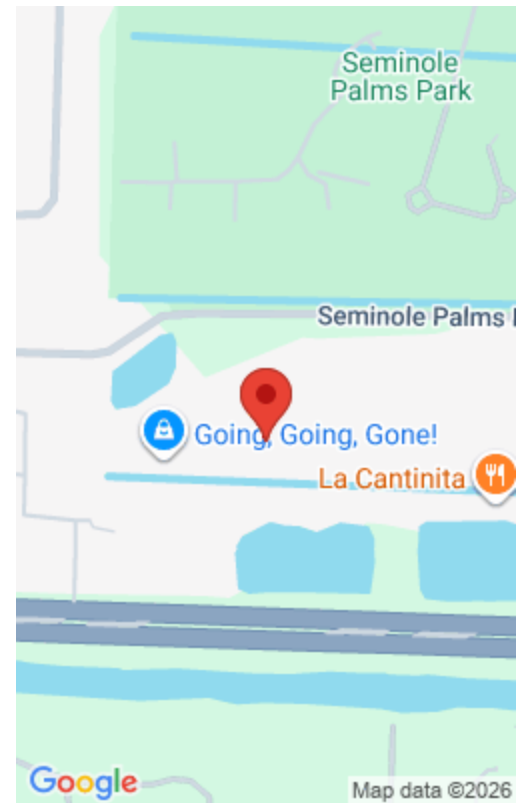 Seminole
Palms Park
Seminole Palms
Going, Going, Gone!
La Cantinita
Google
Map data ©2026